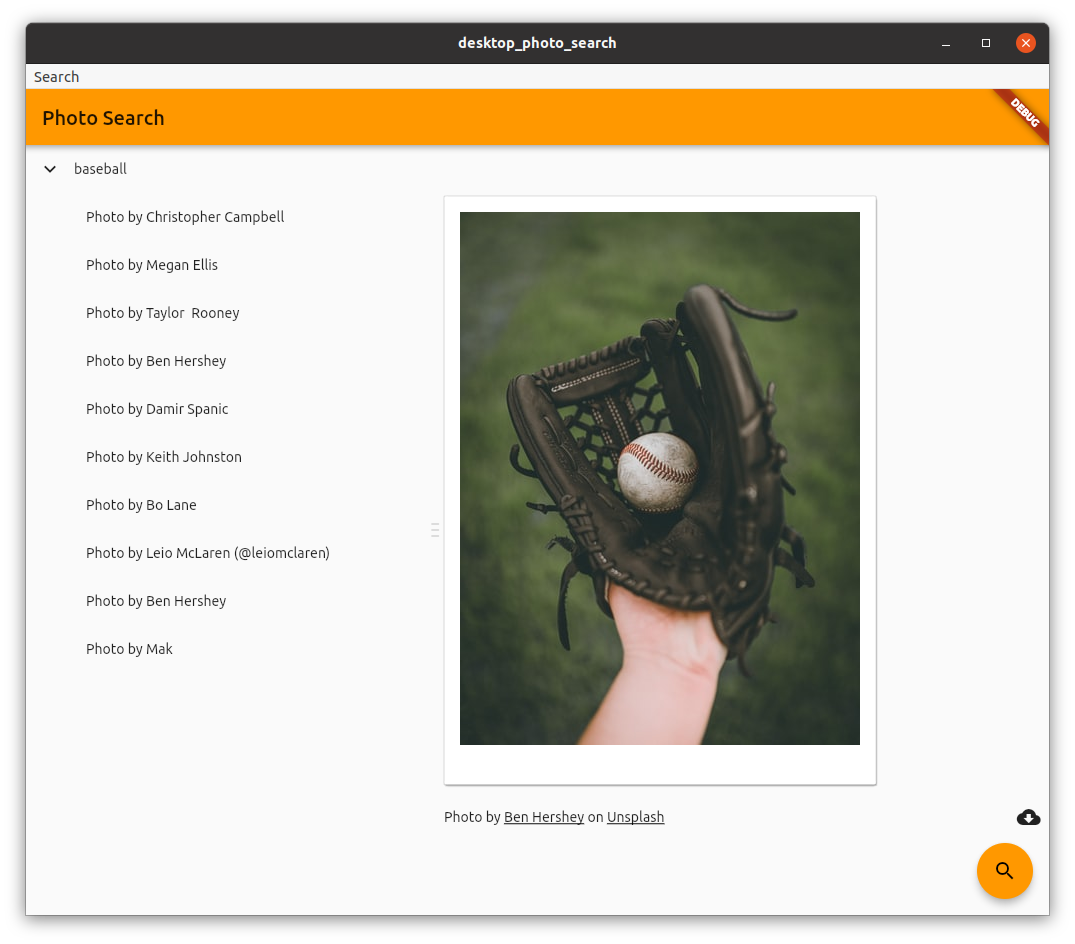 desktop_photo_search
Search
Photo Search
DEBUG
baseball
Photo by Christopher Campbell
Photo by Megan Ellis
Photo by Taylor  Rooney
Photo by Ben Hershey
Photo by Damir Spanic
Photo by Keith Johnston
Photo by Bo Lane
Photo by Leio McLaren (@leiomclaren)
Photo by Ben Hershey
Photo by Mak
Photo by Ben Hershey on Unsplash